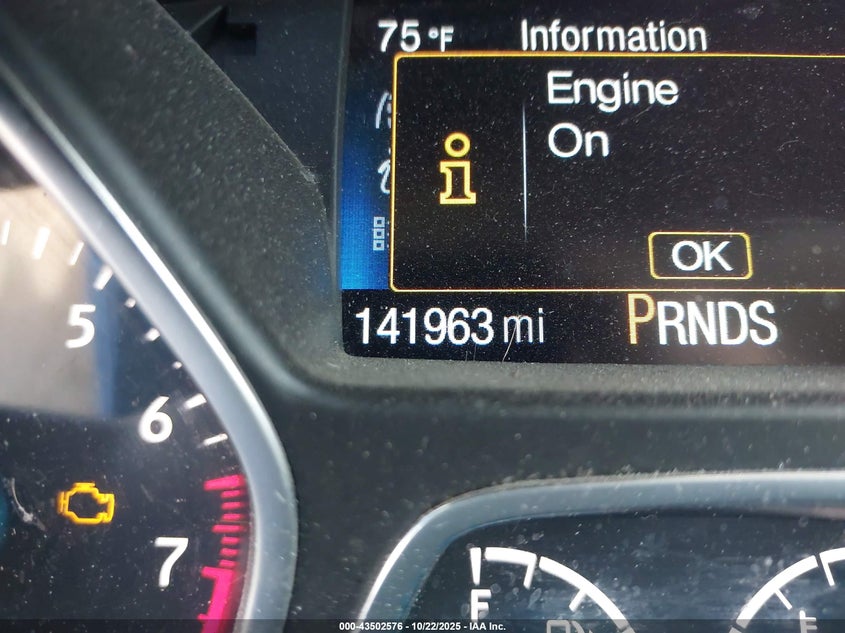 75°F Information
Engine
On
i
OK
141963 mi PRNDS
5
6
7
F
000-43502576 - 10/22/2025 - IAA Inc.